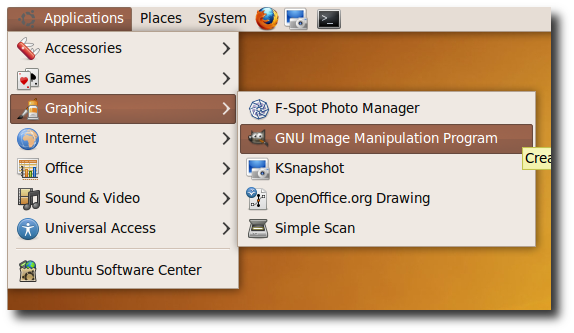 Applications Places System
Accessories
Games
Graphics
Internet
Office
Sound & Video
Universal Access
Ubuntu Software Center
F-Spot Photo Manager
GNU Image Manipulation Program
KSnapshot
OpenOffice.org Drawing
Simple Scan
Crea